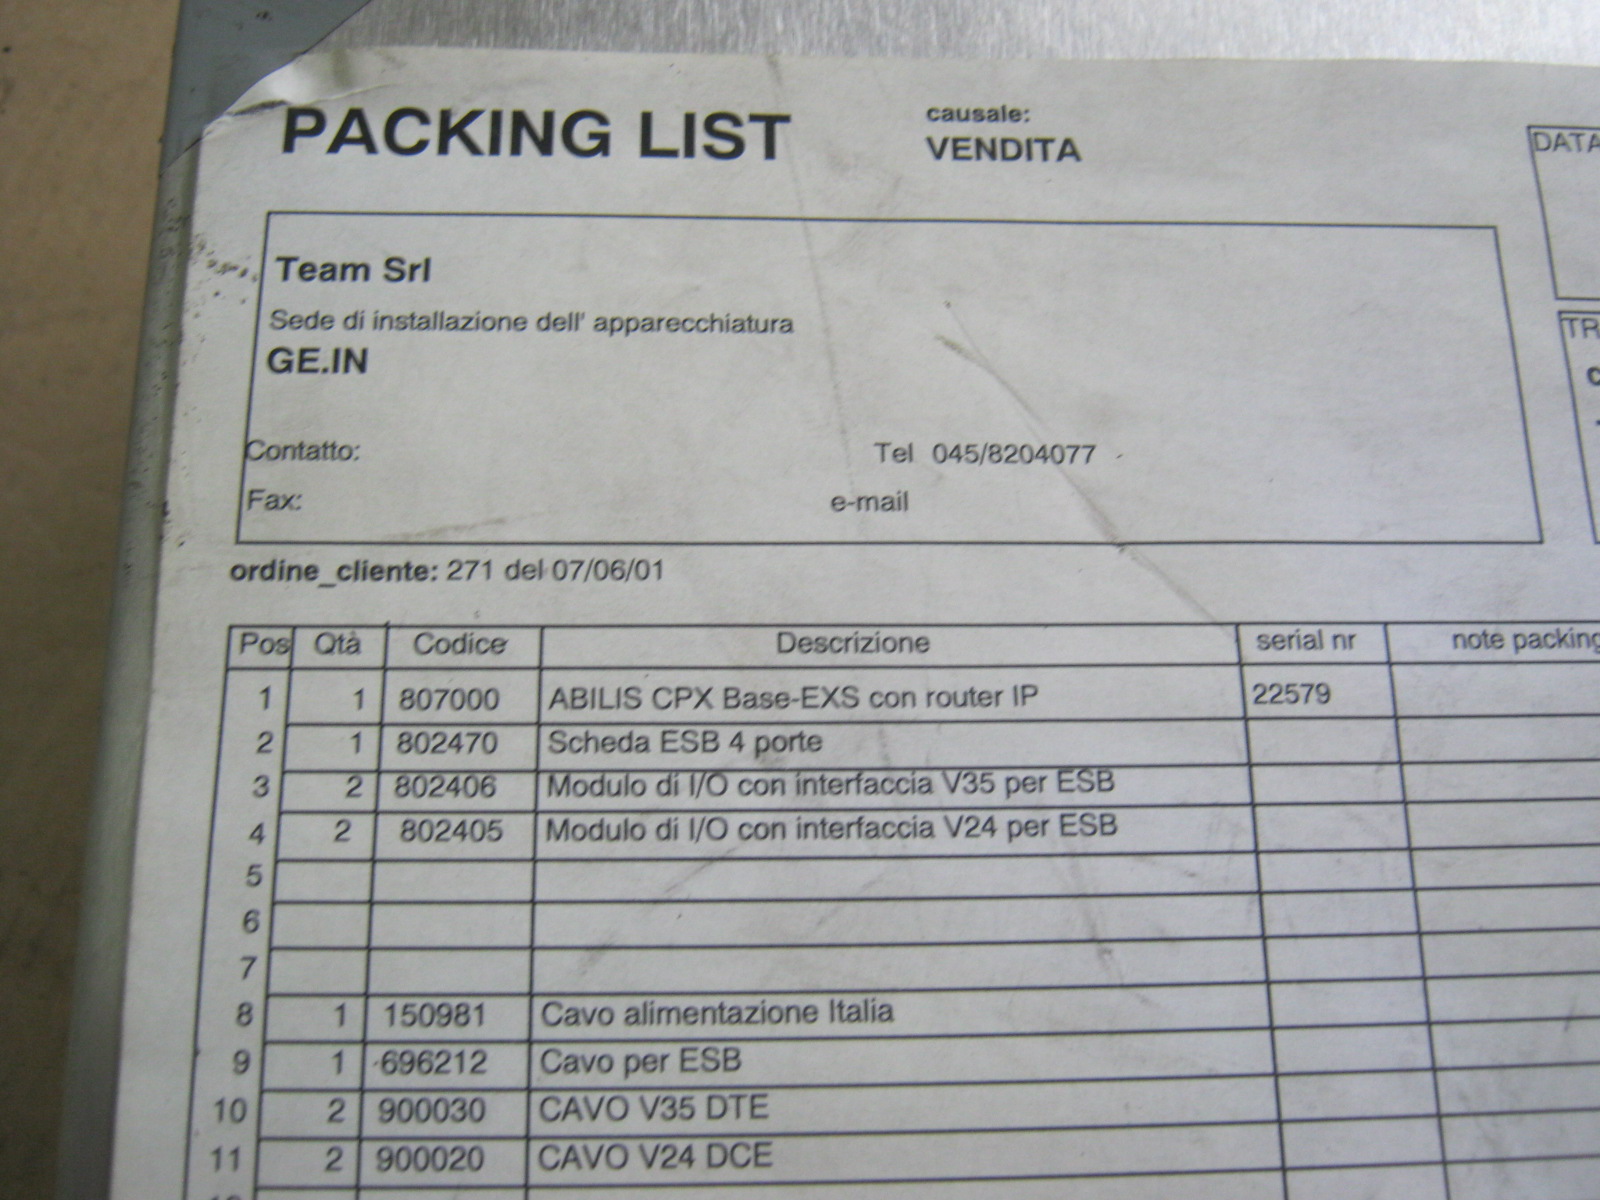 PACKING LIST
causale:
VENDITA
DATA
Team Srl
Sede di installazione dell' apparecchiatura
GE.IN
Contatto:
Tel 045/8204077
Fax:
e-mail
TR
ordine_cliente: 271 del 07/06/01
Pos Qtà Codice Descrizione serial nr note packing
1 1 807000 ABILIS CPX Base-EXS con router IP 22579
2 1 802470 Scheda ESB 4 porte
3 2 802406 Modulo di I/O con interfaccia V35 per ESB
4 2 802405 Modulo di I/O con interfaccia V24 per ESB
5
6
7
8 1 150981 Cavo alimentazione Italia
9 1 696212 Cavo per ESB
10 2 900030 CAVO V35 DTE
11 2 900020 CAVO V24 DCE